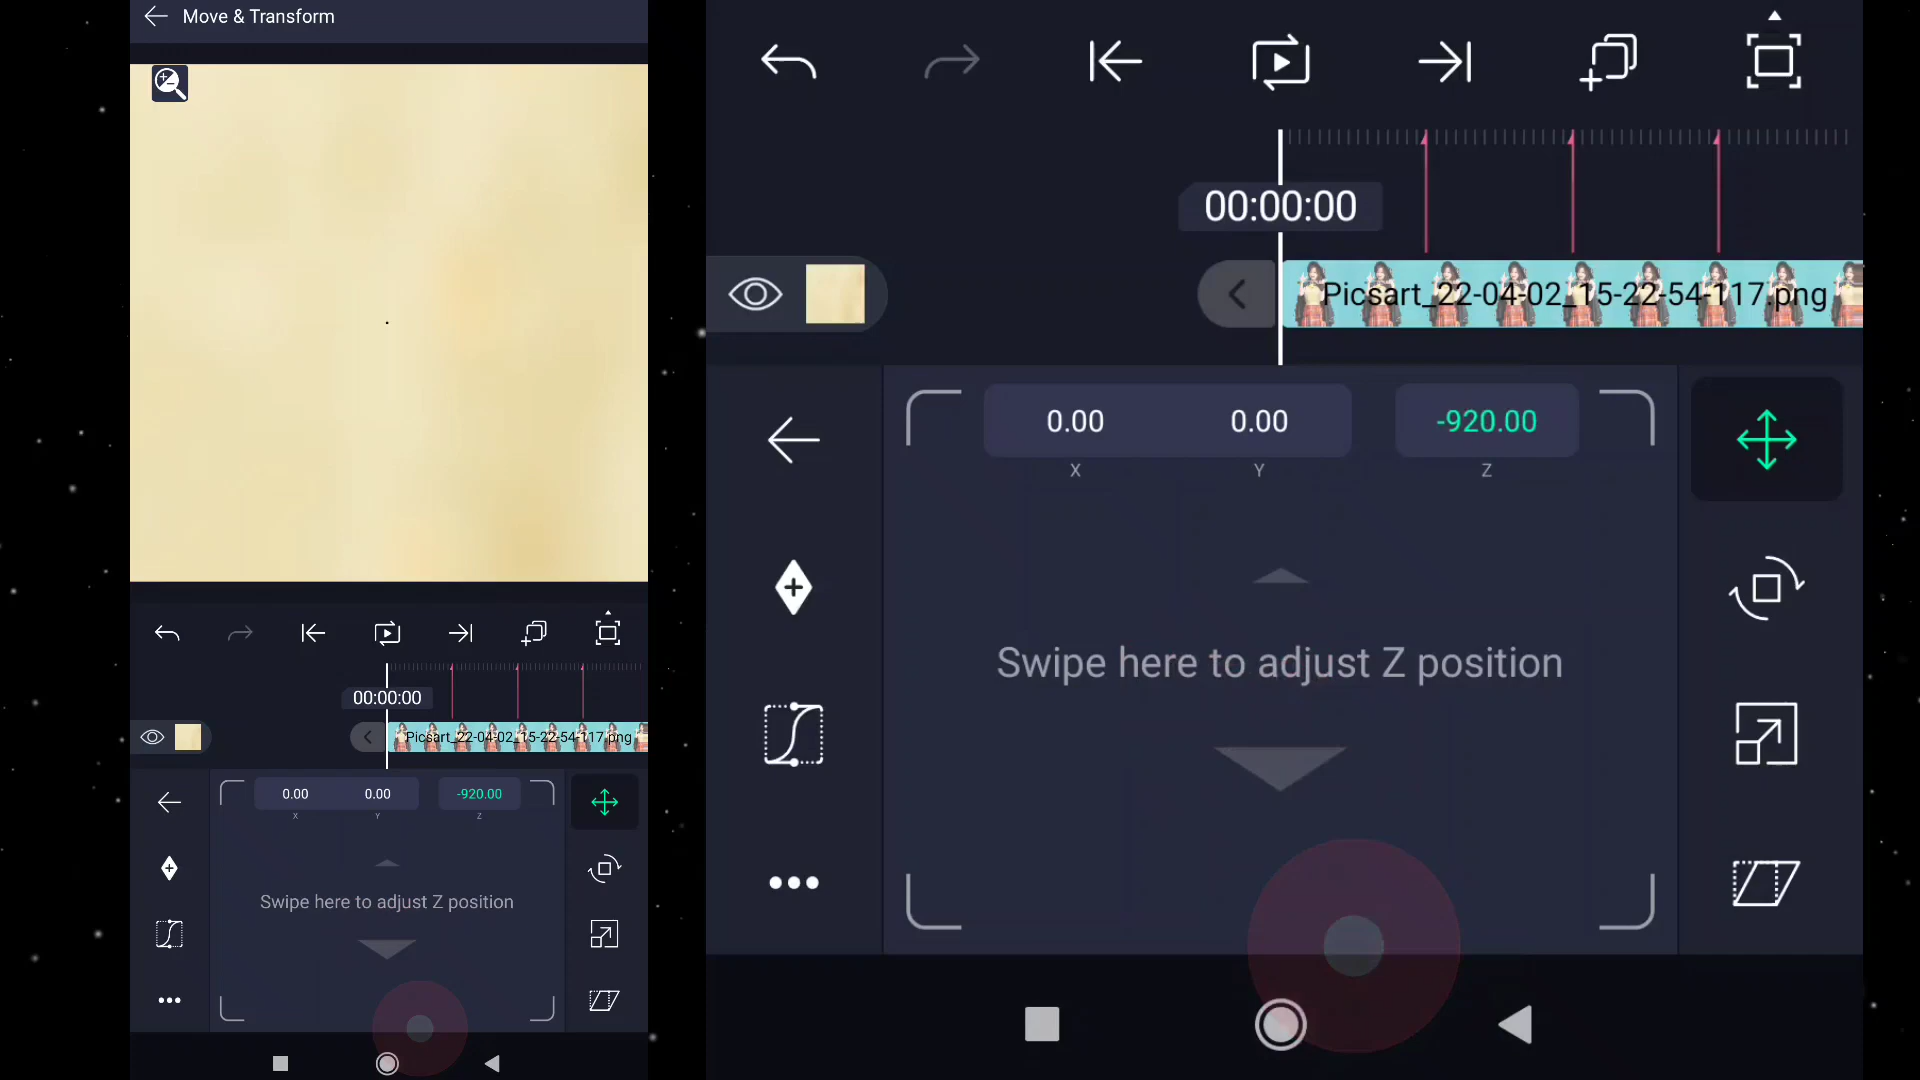 Move & Transform
00:00:00
Picsart_22-04-02_15-22-54-117.png
0.00
0.00
-920.00
X
Y
Z
Swipe here to adjust Z position
00:00:00
Picsart_22-04-02_15-22-54-117.png
0.00
0.00
-920.00
X
Y
Z
Swipe here to adjust Z position